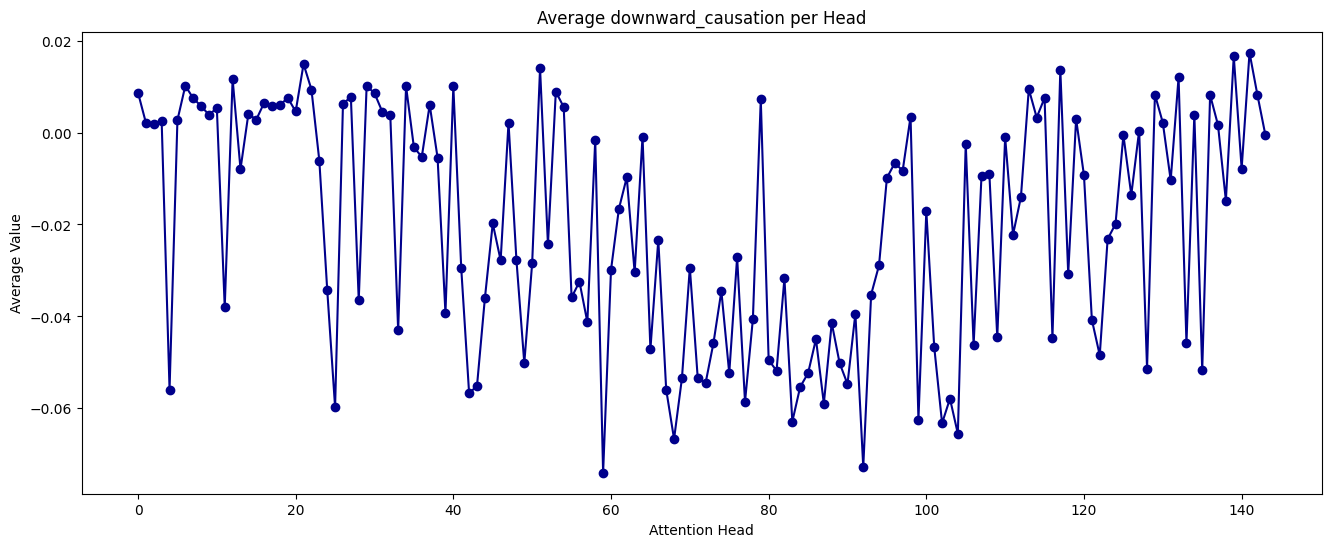 Average downward_causation per Head
0.02
0.00
−0.02
−0.04
−0.06
Average Value
0 20 40 60 80 100 120 140
Attention Head